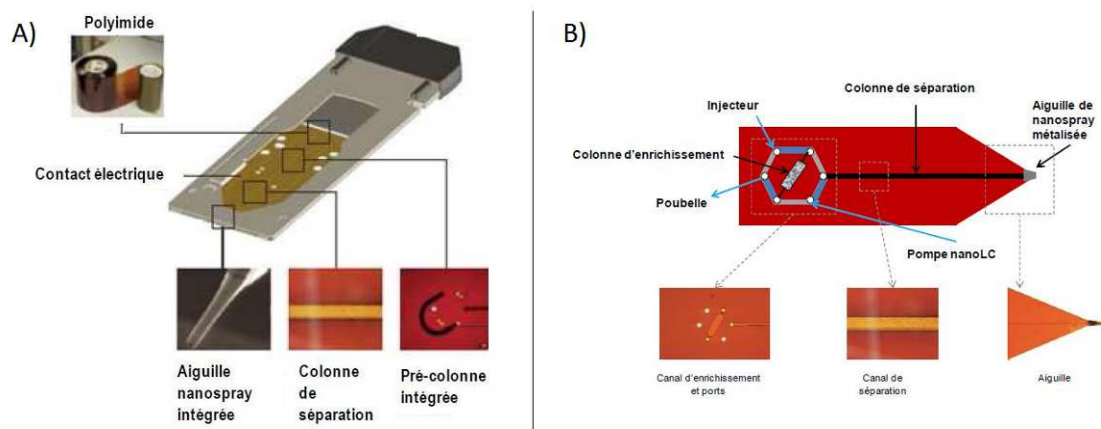 A)
Polyimide
Contact électrique
Aiguille
nanospray
intégrée
Colonne
de
séparation
Pré-colonne
intégrée
B)
Colonne de séparation
Injecteur
Aiguille de
nanospray
métalisée
Colonne d'enrichissement
Poubelle
Pompe nanoLC
Canal d'enrichissement
et ports
Canal de
séparation
Aiguille